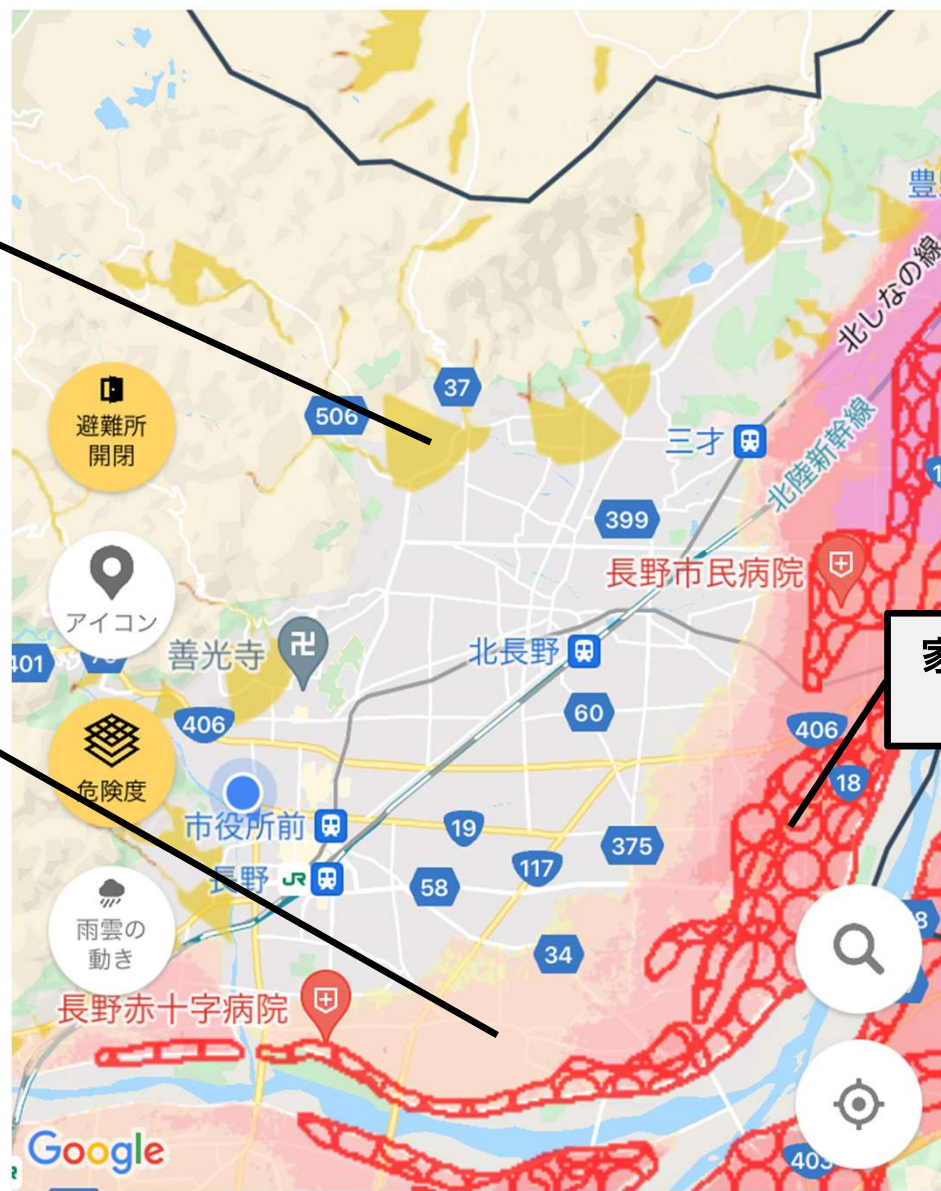 豊
北しなの線
37
506
避難所
開閉
三才
北陸新幹線
399
長野市民病院
アイコン
善光寺
401
北長野
家
60
406
406
18
危険度
市役所前
19
375
117
長野 JR
58
雨雲の
動き
34
長野赤十字病院
Google
403